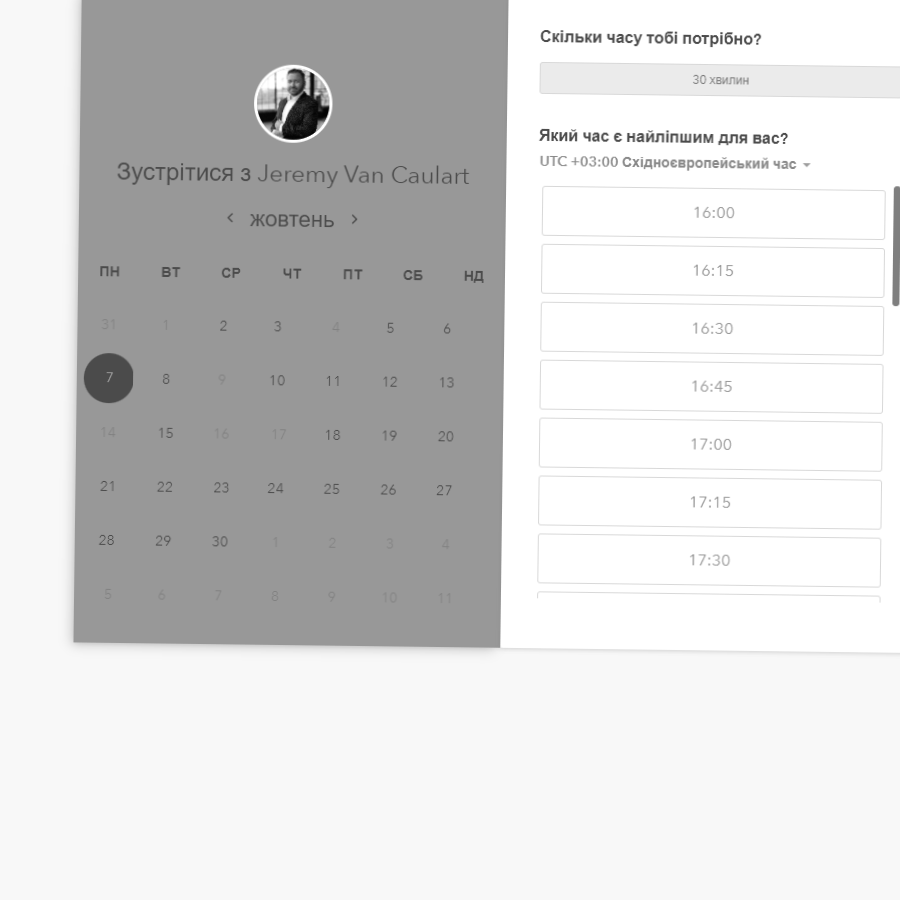 Зустрітися з Jeremy Van Caulart
жовтень
ПН ВТ СР ЧТ ПТ СБ НД
31 1 2 3 4 5 6
7 8 9 10 11 12 13
14 15 16 17 18 19 20
21 22 23 24 25 26 27
28 29 30 1 2 3 4
5 6 7 8 9 10 11
Скільки часу тобі потрібно?
30 хвилин
Який час є найліпшим для вас?
UTC +03:00 Східноєвропейський час
16:00
16:15
16:30
16:45
17:00
17:15
17:30